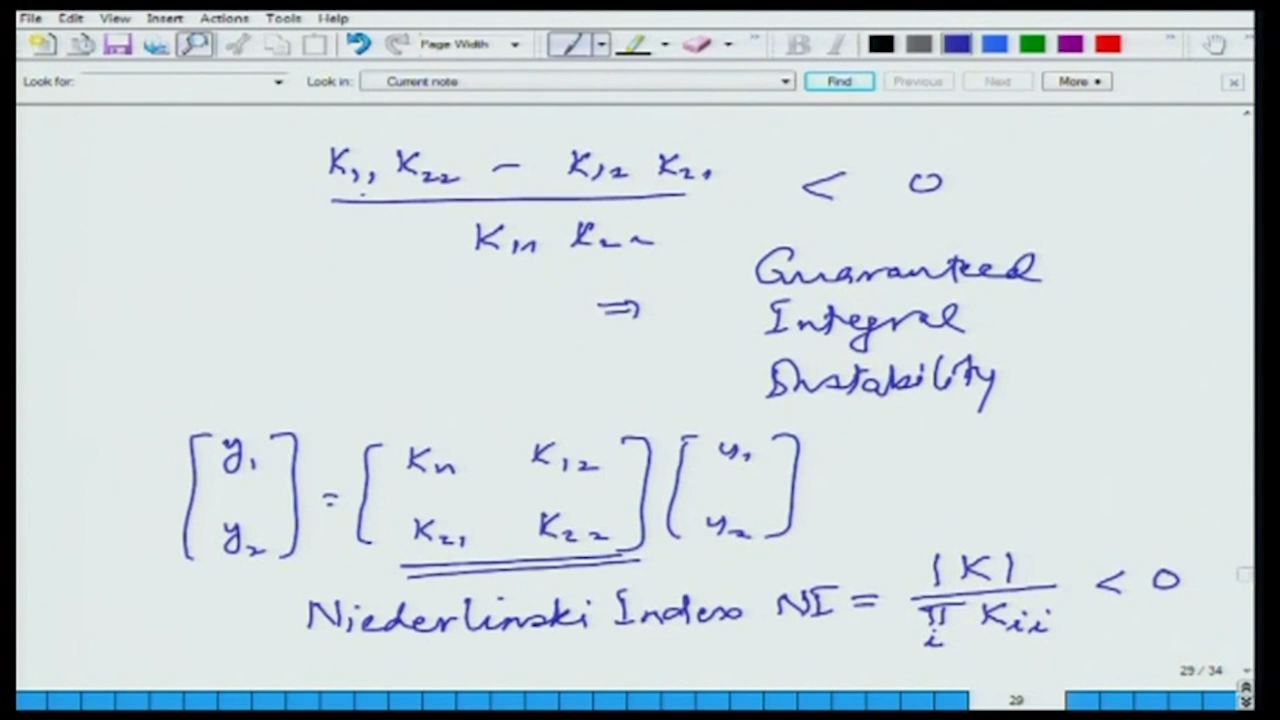 File Edit View Insert Actions Tools Help
Page Width
Look for: Look in: Current note Find Previous Next More
K11 K22 - K12 K21 < 0
K11 K22
⇒ Guaranteed
Integral
Instability
[y1 y2] = [K11 K12 K21 K22] [u1 u2]
Niederlinski Index NI = |K| / π i Kii < 0
29 / 34
29